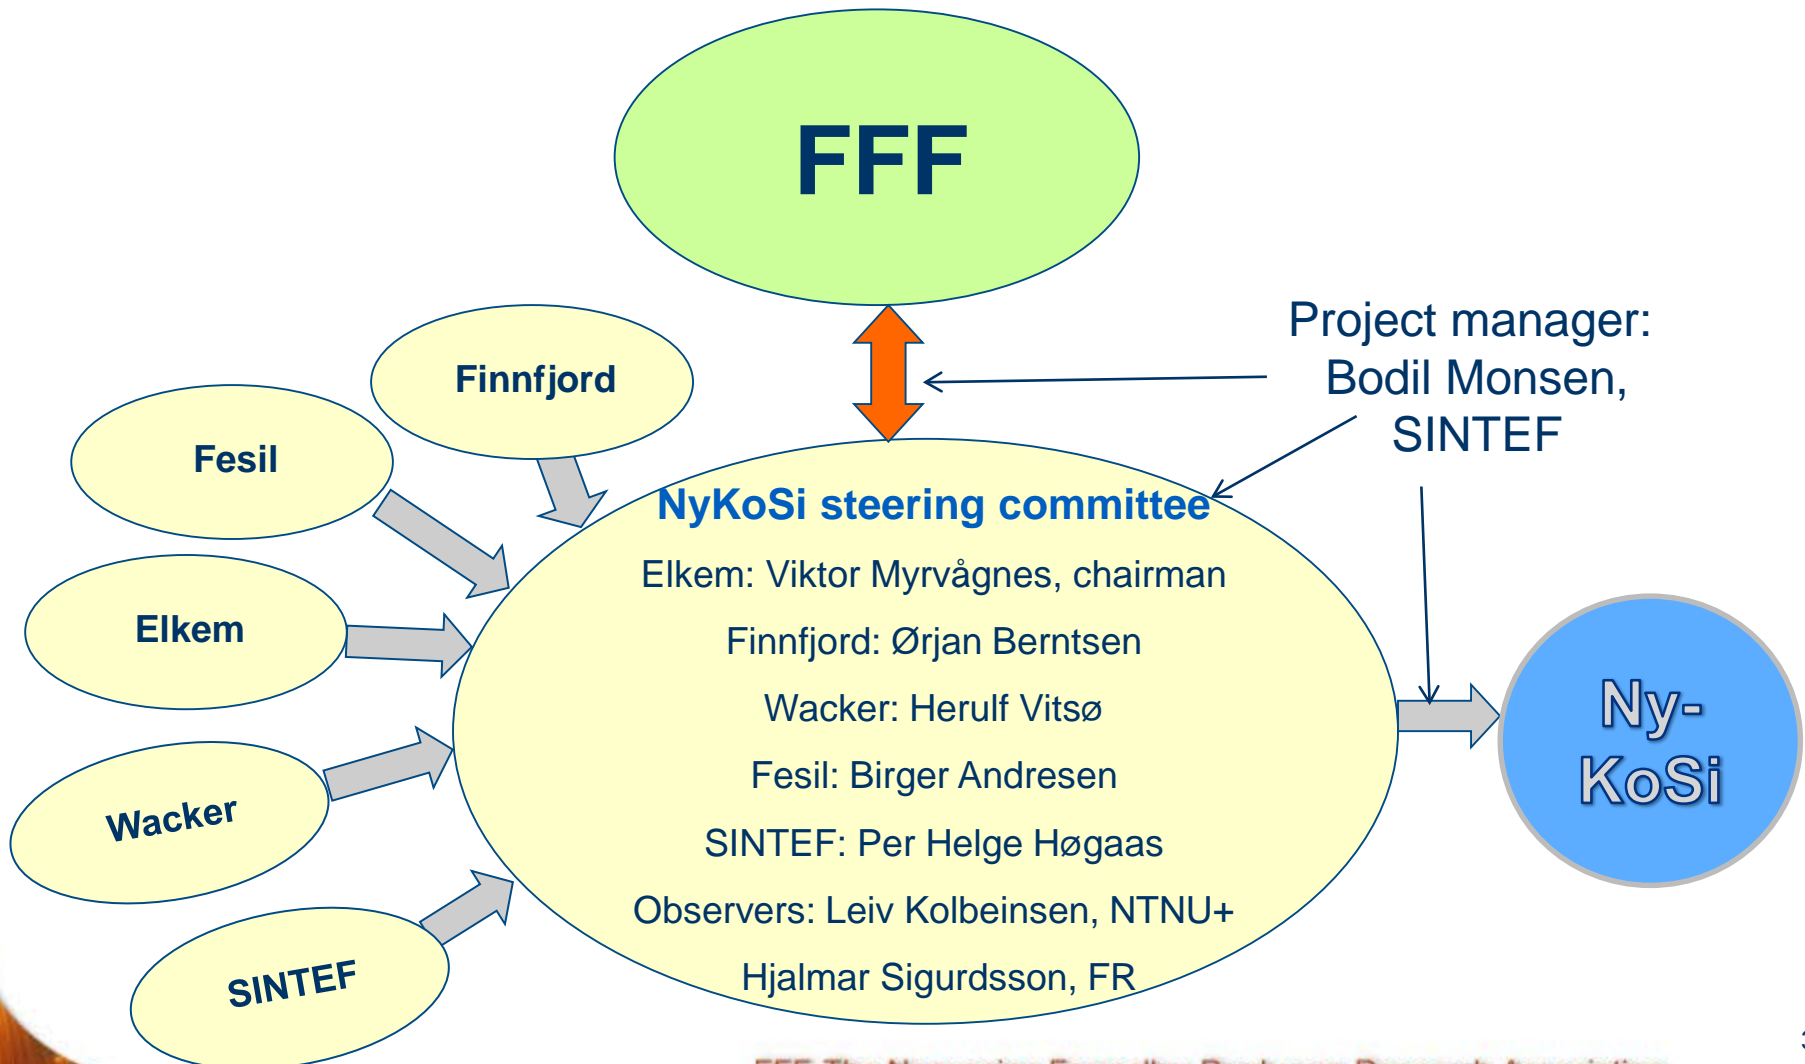 FFF
Project manager:
Bodil Monsen,
SINTEF
Finnfjord
Fesil
Elkem
Wacker
SINTEF
NyKoSi steering committee
Elkem: Viktor Myrvågnes, chairman
Finnfjord: Ørjan Berntsen
Wacker: Herulf Vitsø
Fesil: Birger Andresen
SINTEF: Per Helge Høgaas
Observers: Leiv Kolbeinsen, NTNU+
Hjalmar Sigurdsson, FR
Ny-
KoSi